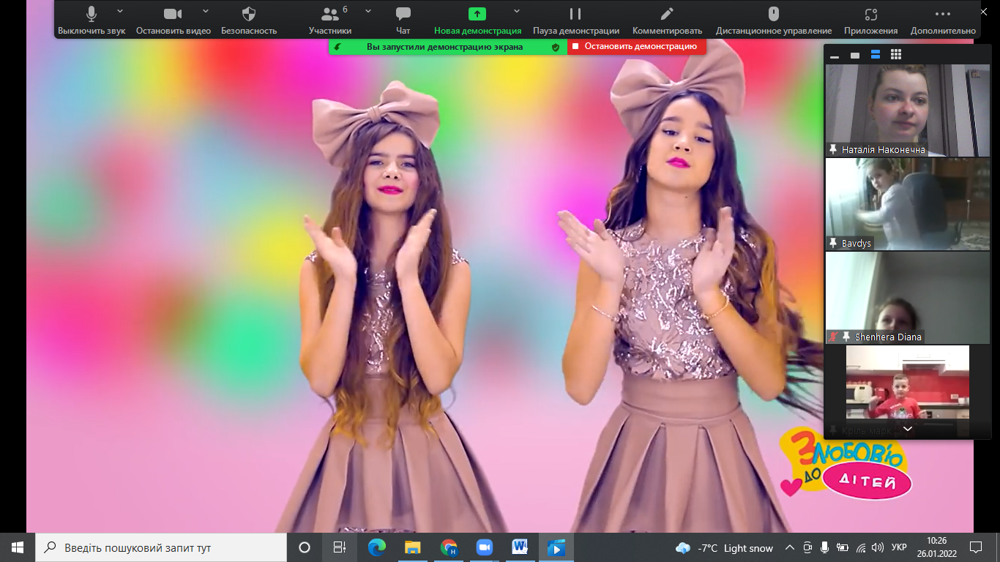 6
Выключить звук
Остановить видео
Безопасность
Участники
Чат
Новая демонстрация
Пауза демонстрации
Комментировать
Дистанционное управление
Приложения
Дополнительно
Вы запустили демонстрацию экрана
Остановить демонстрацию
Наталія Наконечна
Bavdys
Shenhera Diana
Кріль марк
З
ЛЮБОВ'Ю
ДО
ДІТЕЙ
Введіть пошуковий запит тут
-7°C Light snow
УКР
10:26
26.01.2022